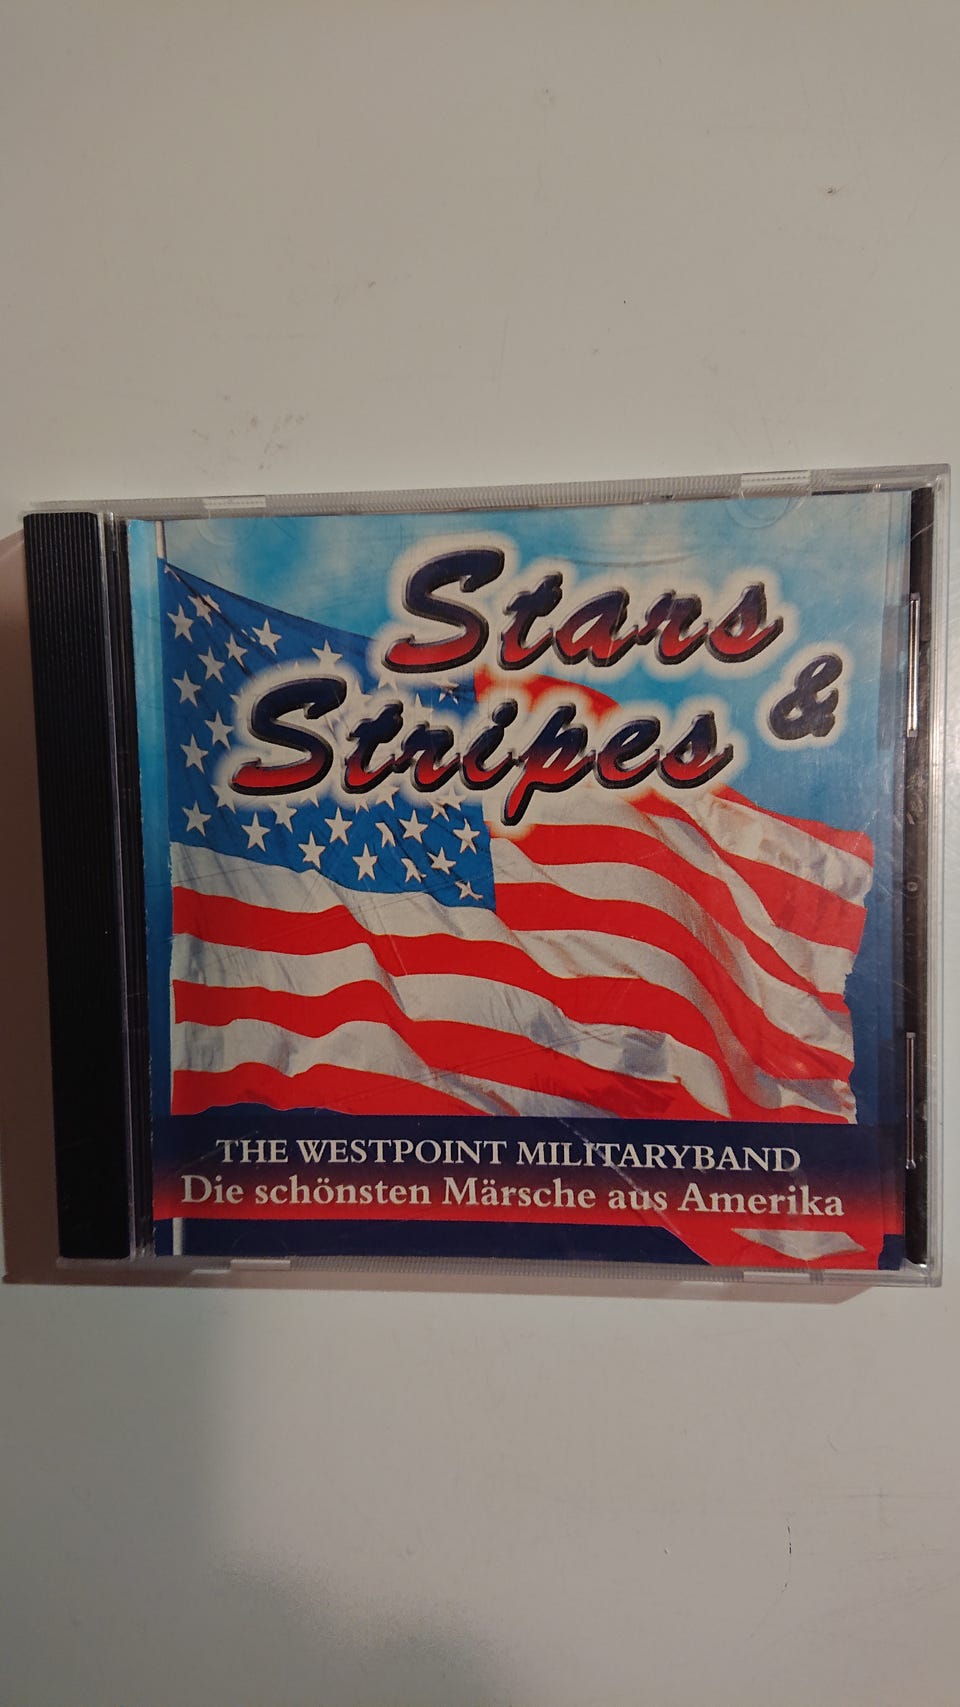 Stars &
Stripes
THE WESTPOINT MILITARYBAND
Die schönsten Märsche aus Amerika